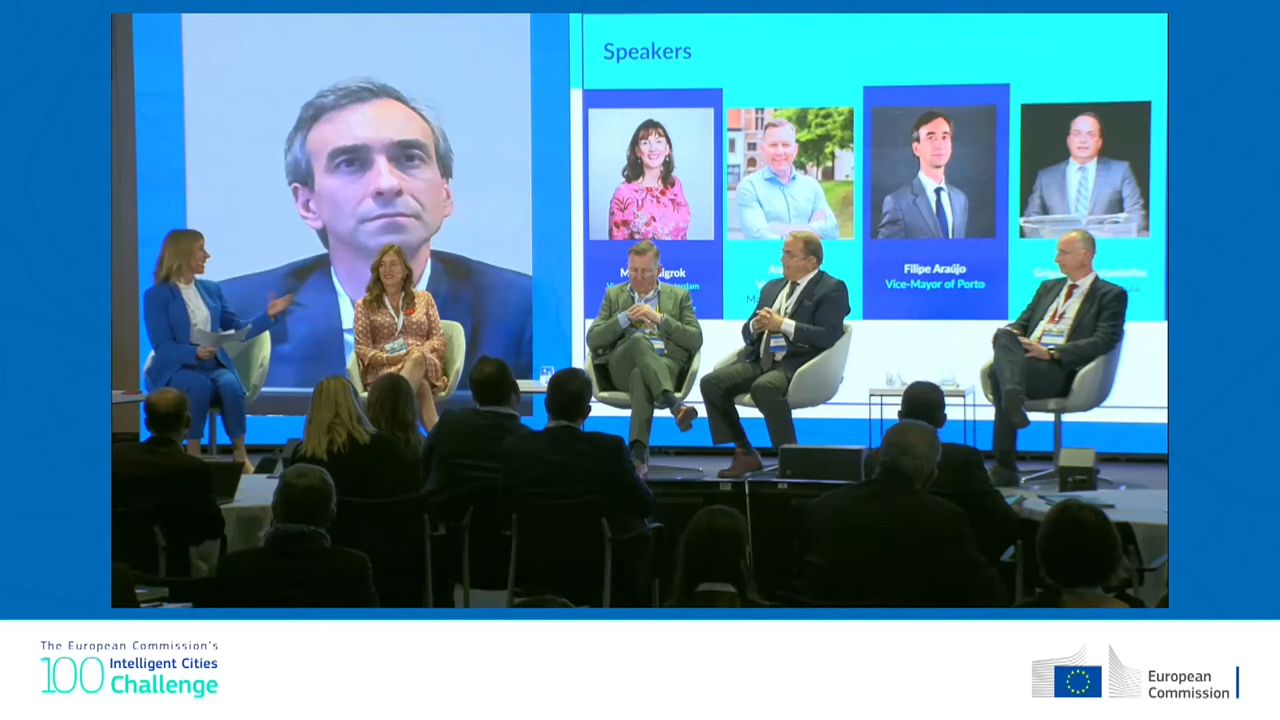 Speakers
Filipe Araújo
Vice-Mayor of Porto
The European Commission's
100 Intelligent Cities
Challenge
European
Commission